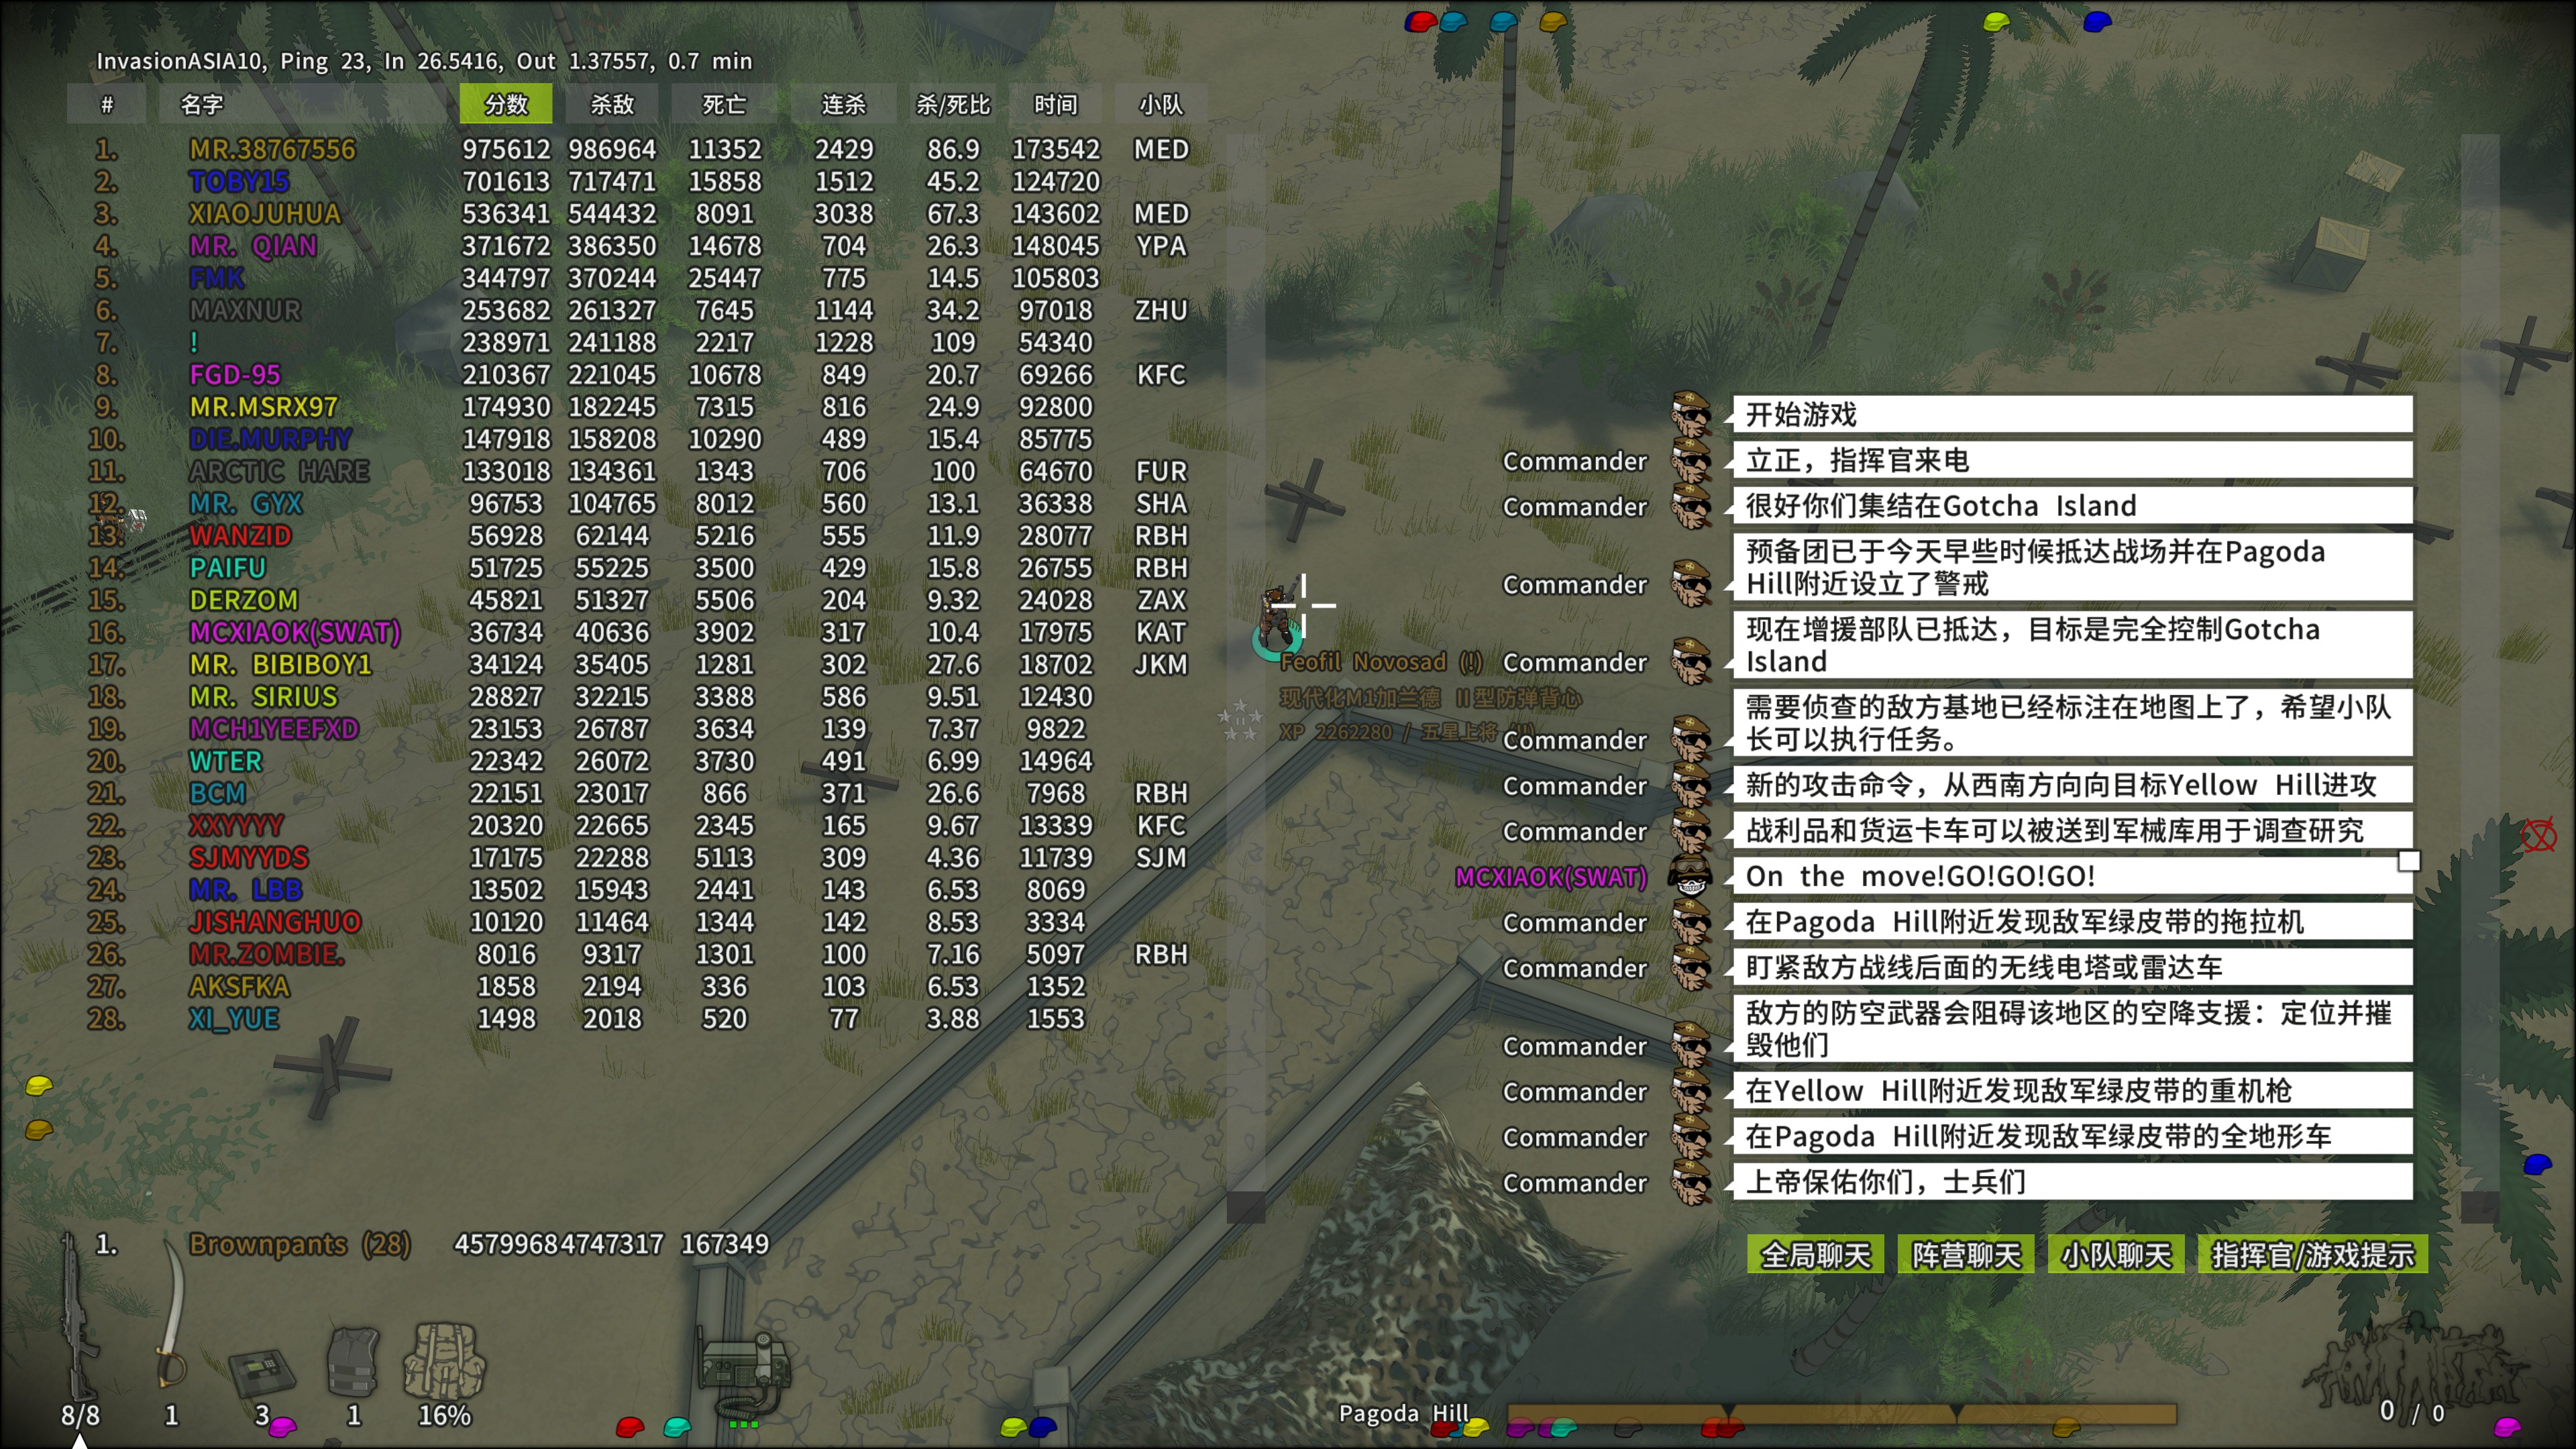 InvasionASIA10, Ping 23, In 26.5416, Out 1.37557, 0.7 min
# 名字 分数 杀敌 死亡 连杀 杀/死比 时间 小队
1. MR.38767556 975612 986964 11352 2429 86.9 173542 MED
2. TOBY15 701613 717471 15858 1512 45.2 124720
3. XIAOJUHUA 536341 544432 8091 3038 67.3 143602 MED
4. MR. QIAN 371672 386350 14678 704 26.3 148045 YPA
5. FMK 344797 370244 25447 775 14.5 105803
6. MAXNUR 253682 261327 7645 1144 34.2 97018 ZHU
7. ! 238971 241188 2217 1228 109 54340
8. FGD-95 210367 221045 10678 849 20.7 69266 KFC
9. MR.MSRX97 174930 182245 7315 816 24.9 92800
10. DIE.MURPHY 147918 158208 10290 489 15.4 85775
11. ARCTIC HARE 133018 134361 1343 706 100 64670 FUR
12. MR. GYX 96753 104765 8012 560 13.1 36338 SHA
13. WANZID 56928 62144 5216 555 11.9 28077 RBH
14. PAIFU 51725 55225 3500 429 15.8 26755 RBH
15. DERZOM 45821 51327 5506 204 9.32 24028 ZAX
16. MCXIAOK(SWAT) 36734 40636 3902 317 10.4 17975 KAT
17. MR. BIBIBOY1 34124 35405 1281 302 27.6 18702 JKM
18. MR. SIRIUS 28827 32215 3388 586 9.51 12430
19. MCH1YEEFXD 23153 26787 3634 139 7.37 9822
20. WTER 22342 26072 3730 491 6.99 14964
21. BCM 22151 23017 866 371 26.6 7968 RBH
22. XXYYYY 20320 22665 2345 165 9.67 13339 KFC
23. SJMYYDS 17175 22288 5113 309 4.36 11739 SJM
24. MR. LBB 13502 15943 2441 143 6.53 8069
25. JISHANGHUO 10120 11464 1344 142 8.53 3334
26. MR.ZOMBIE. 8016 9317 1301 100 7.16 5097 RBH
27. AKSFKA 1858 2194 336 103 6.53 1352
28. XI_YUE 1498 2018 520 77 3.88 1553
1. Brownpants (28) 4579968 4747317 167349
Feofil Novosad (!)
现代化M1加兰德 II型防弹背心
XP 2262280 / 五星上将
开始游戏
Commander 立正，指挥官来电
Commander 很好你们集结在Gotcha Island
Commander 预备团已于今天早些时候抵达战场并在Pagoda
Hill附近设立了警戒
Commander 现在增援部队已抵达，目标是完全控制Gotcha
Island
Commander 需要侦查的敌方基地已经标注在地图上了，希望小队
长可以执行任务。
Commander 新的攻击命令，从西南方向向目标Yellow Hill进攻
Commander 战利品和货运卡车可以被送到军械库用于调查研究
MCXIAOK(SWAT) On the move!GO!GO!GO!
Commander 在Pagoda Hill附近发现敌军绿皮带的拖拉机
Commander 盯紧敌方战线后面的无线电塔或雷达车
Commander 敌方的防空武器会阻碍该地区的空降支援：定位并摧
毁他们
Commander 在Yellow Hill附近发现敌军绿皮带的重机枪
Commander 在Pagoda Hill附近发现敌军绿皮带的全地形车
Commander 上帝保佑你们，士兵们
全局聊天 阵营聊天 小队聊天 指挥官/游戏提示
8/8 1 3 1 16%
Pagoda Hill
0 / 0